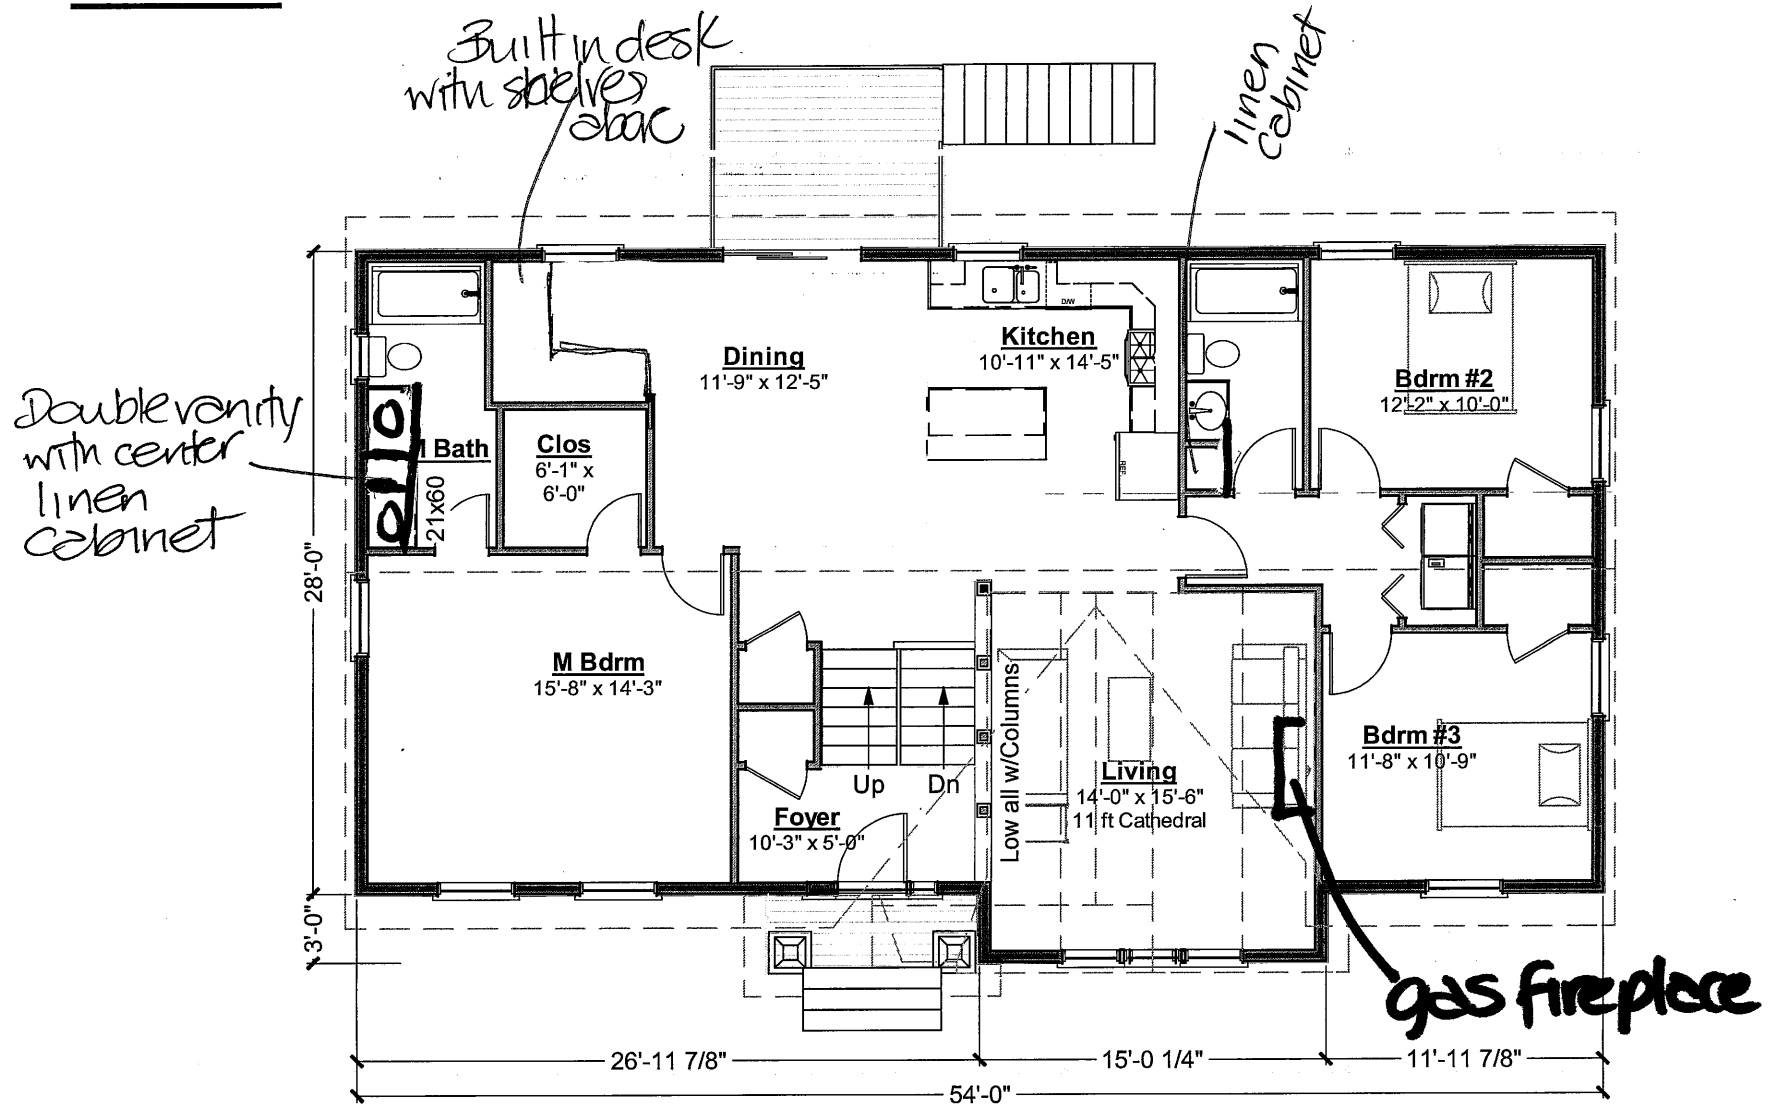 Built in desk
with shelves
above
linen
cabinet
D/W
Kitchen
10'-11" x 14'-5"
Dining
11'-9" x 12'-5"
Bdrm #2
12'-2" x 10'-0"
Double vanity
with center
linen
cabinet
M Bath
21x60
Clos
6'-1" x
6'-0"
REF.
28'-0"
M Bdrm
15'-8" x 14'-3"
Up
Dn
Low all w/Columns
Living
14'-0" x 15'-6"
11 ft Cathedral
Bdrm #3
11'-8" x 10'-9"
Foyer
10'-3" x 5'-0"
3'-0"
gas fireplace
26'-11 7/8"
15'-0 1/4"
11'-11 7/8"
54'-0"